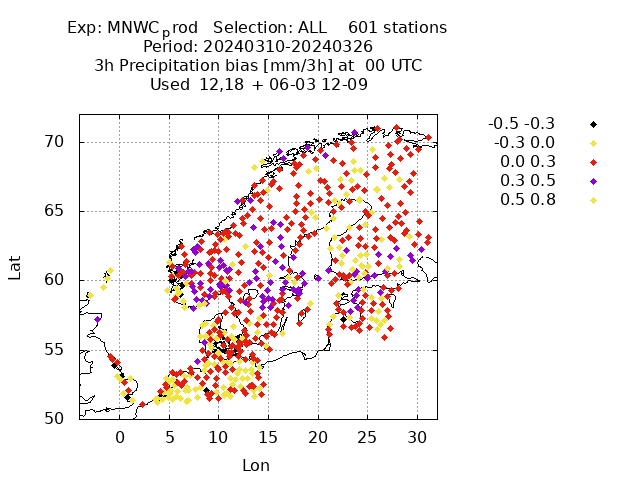 Exp: MNWCprod Selection: ALL 601 stations
Period: 20240310-20240326
3h Precipitation bias [mm/3h] at 00 UTC
Used 12,18 + 06-03 12-09
-0.5 -0.3
-0.3 0.0
0.0 0.3
0.3 0.5
0.5 0.8
70
65
60
55
50
Lat
0 5 10 15 20 25 30
Lon